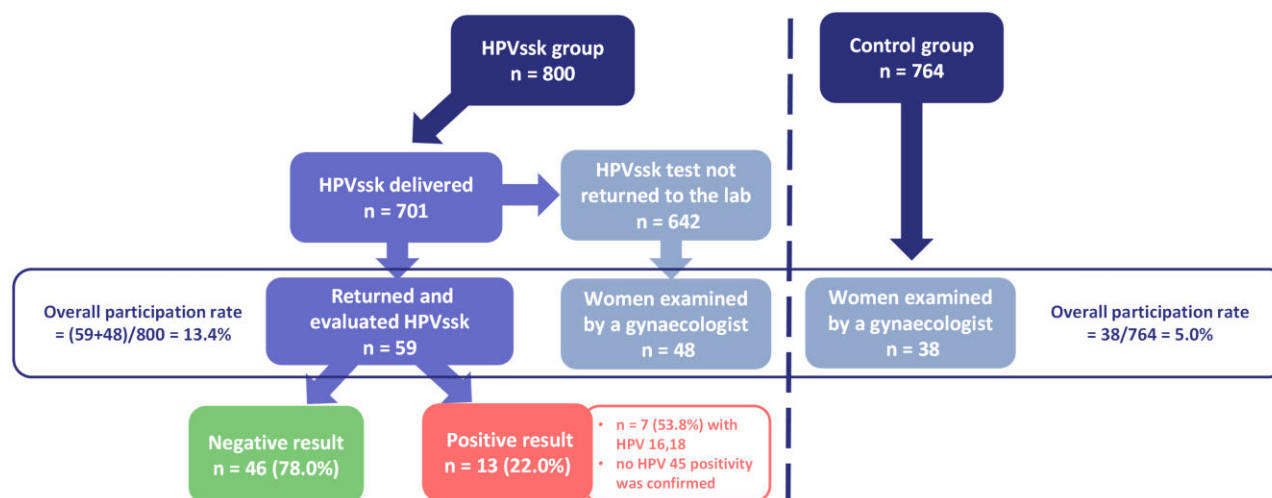 HPVssk group
n = 800
Control group
n = 764
HPVssk delivered
n = 701
HPVssk test not
returned to the lab
n = 642
Overall participation rate
= (59+48)/800 = 13.4%
Returned and
evaluated HPVssk
n = 59
Women examined
by a gynaecologist
n = 48
Women examined
by a gynaecologist
n = 38
Overall participation rate
= 38/764 = 5.0%
Negative result
n = 46 (78.0%)
Positive result
n = 13 (22.0%)
• n = 7 (53.8%) with
HPV 16,18
• no HPV 45 positivity
was confirmed